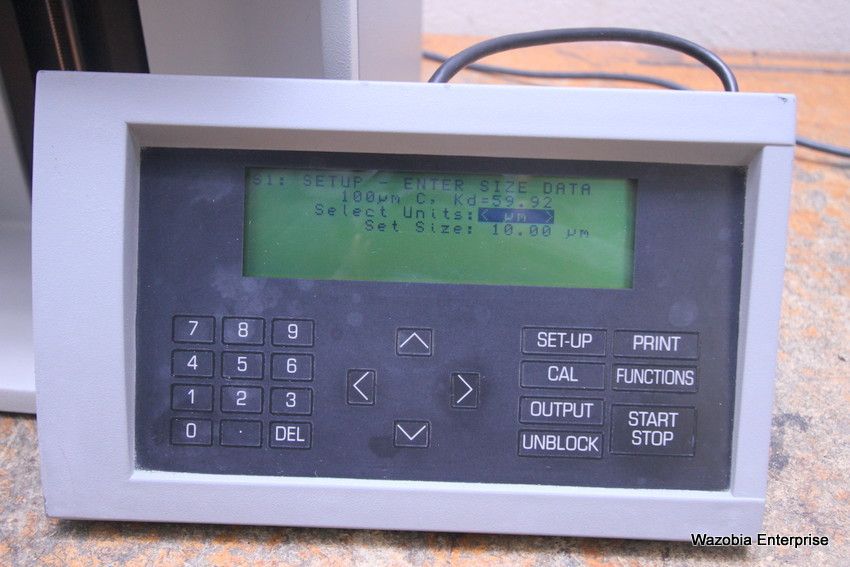 S1: SETUP - ENTER SIZE DATA
100µm C, Kd=59.92
Select Units:< µm >
Set Size: 10.00 µm
7 8 9
4 5 6
1 2 3
0 . DEL
SET-UP PRINT
CAL FUNCTIONS
OUTPUT START STOP
UNBLOCK
Wazobia Enterprise